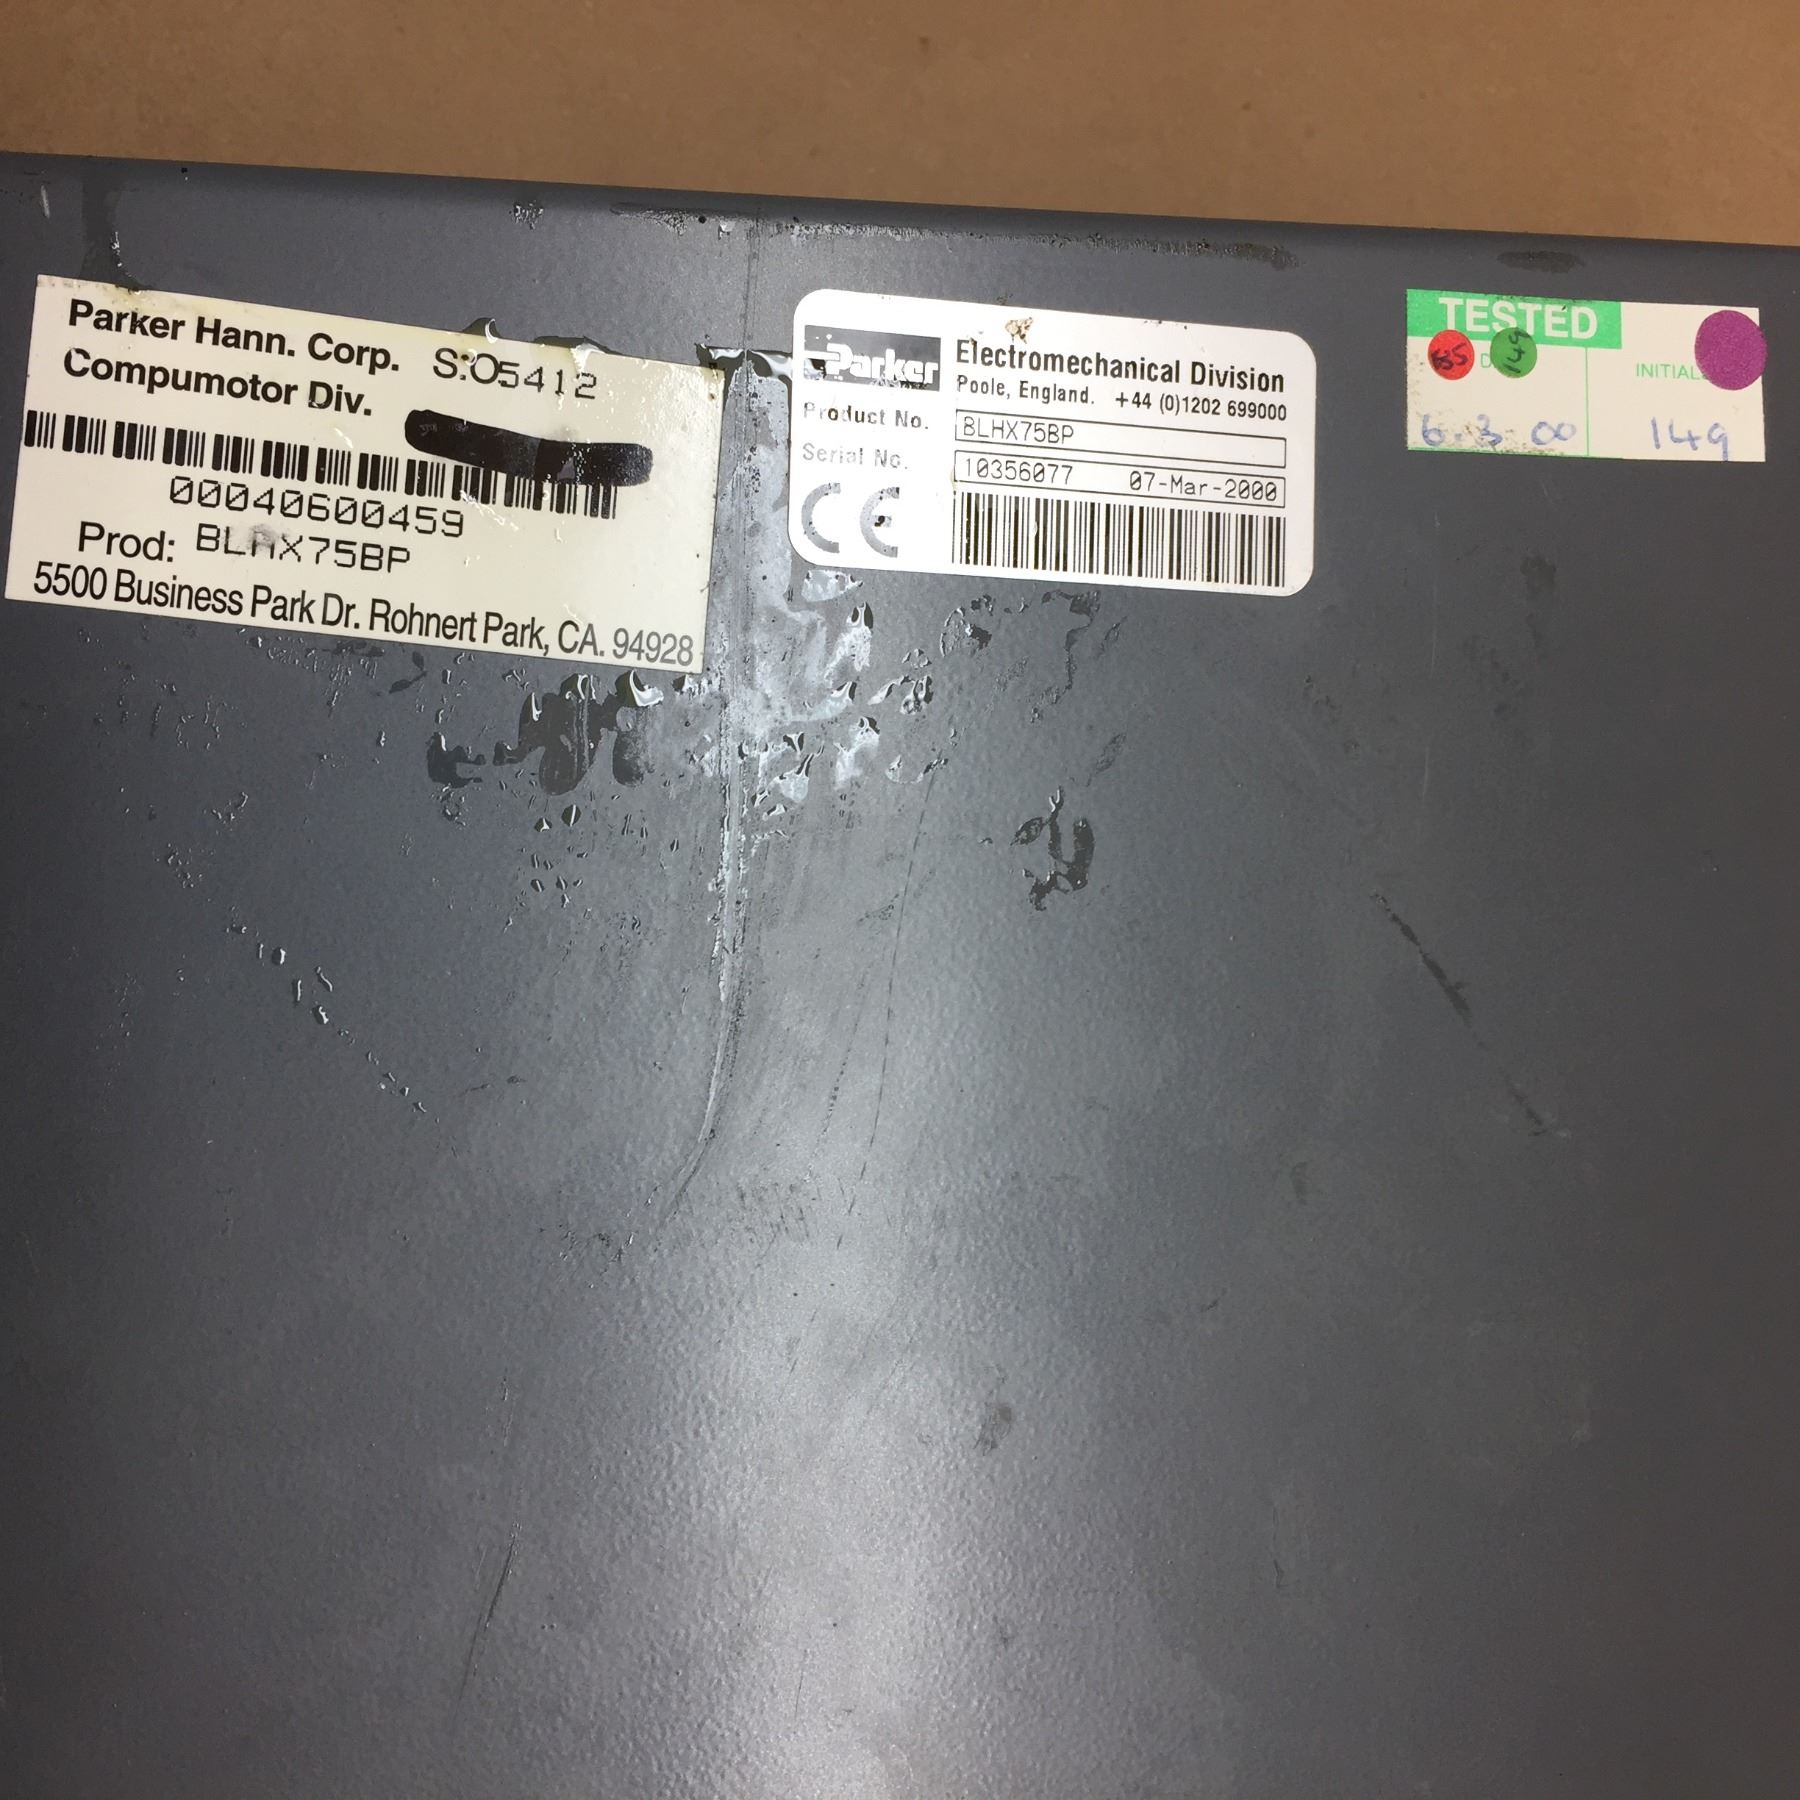 Parker Hann. Corp. S:O5412
Compumotor Div.
00040600459
Prod: BLHX75BP
5500 Business Park Dr. Rohnert Park, CA. 94928
Parker
Electromechanical Division
Poole, England. +44 (0)1202 699000
Product No. BLHX75BP
Serial No. 10356077 07-Mar-2000
CE
TESTED
149
INITIALS
6.3.00 149